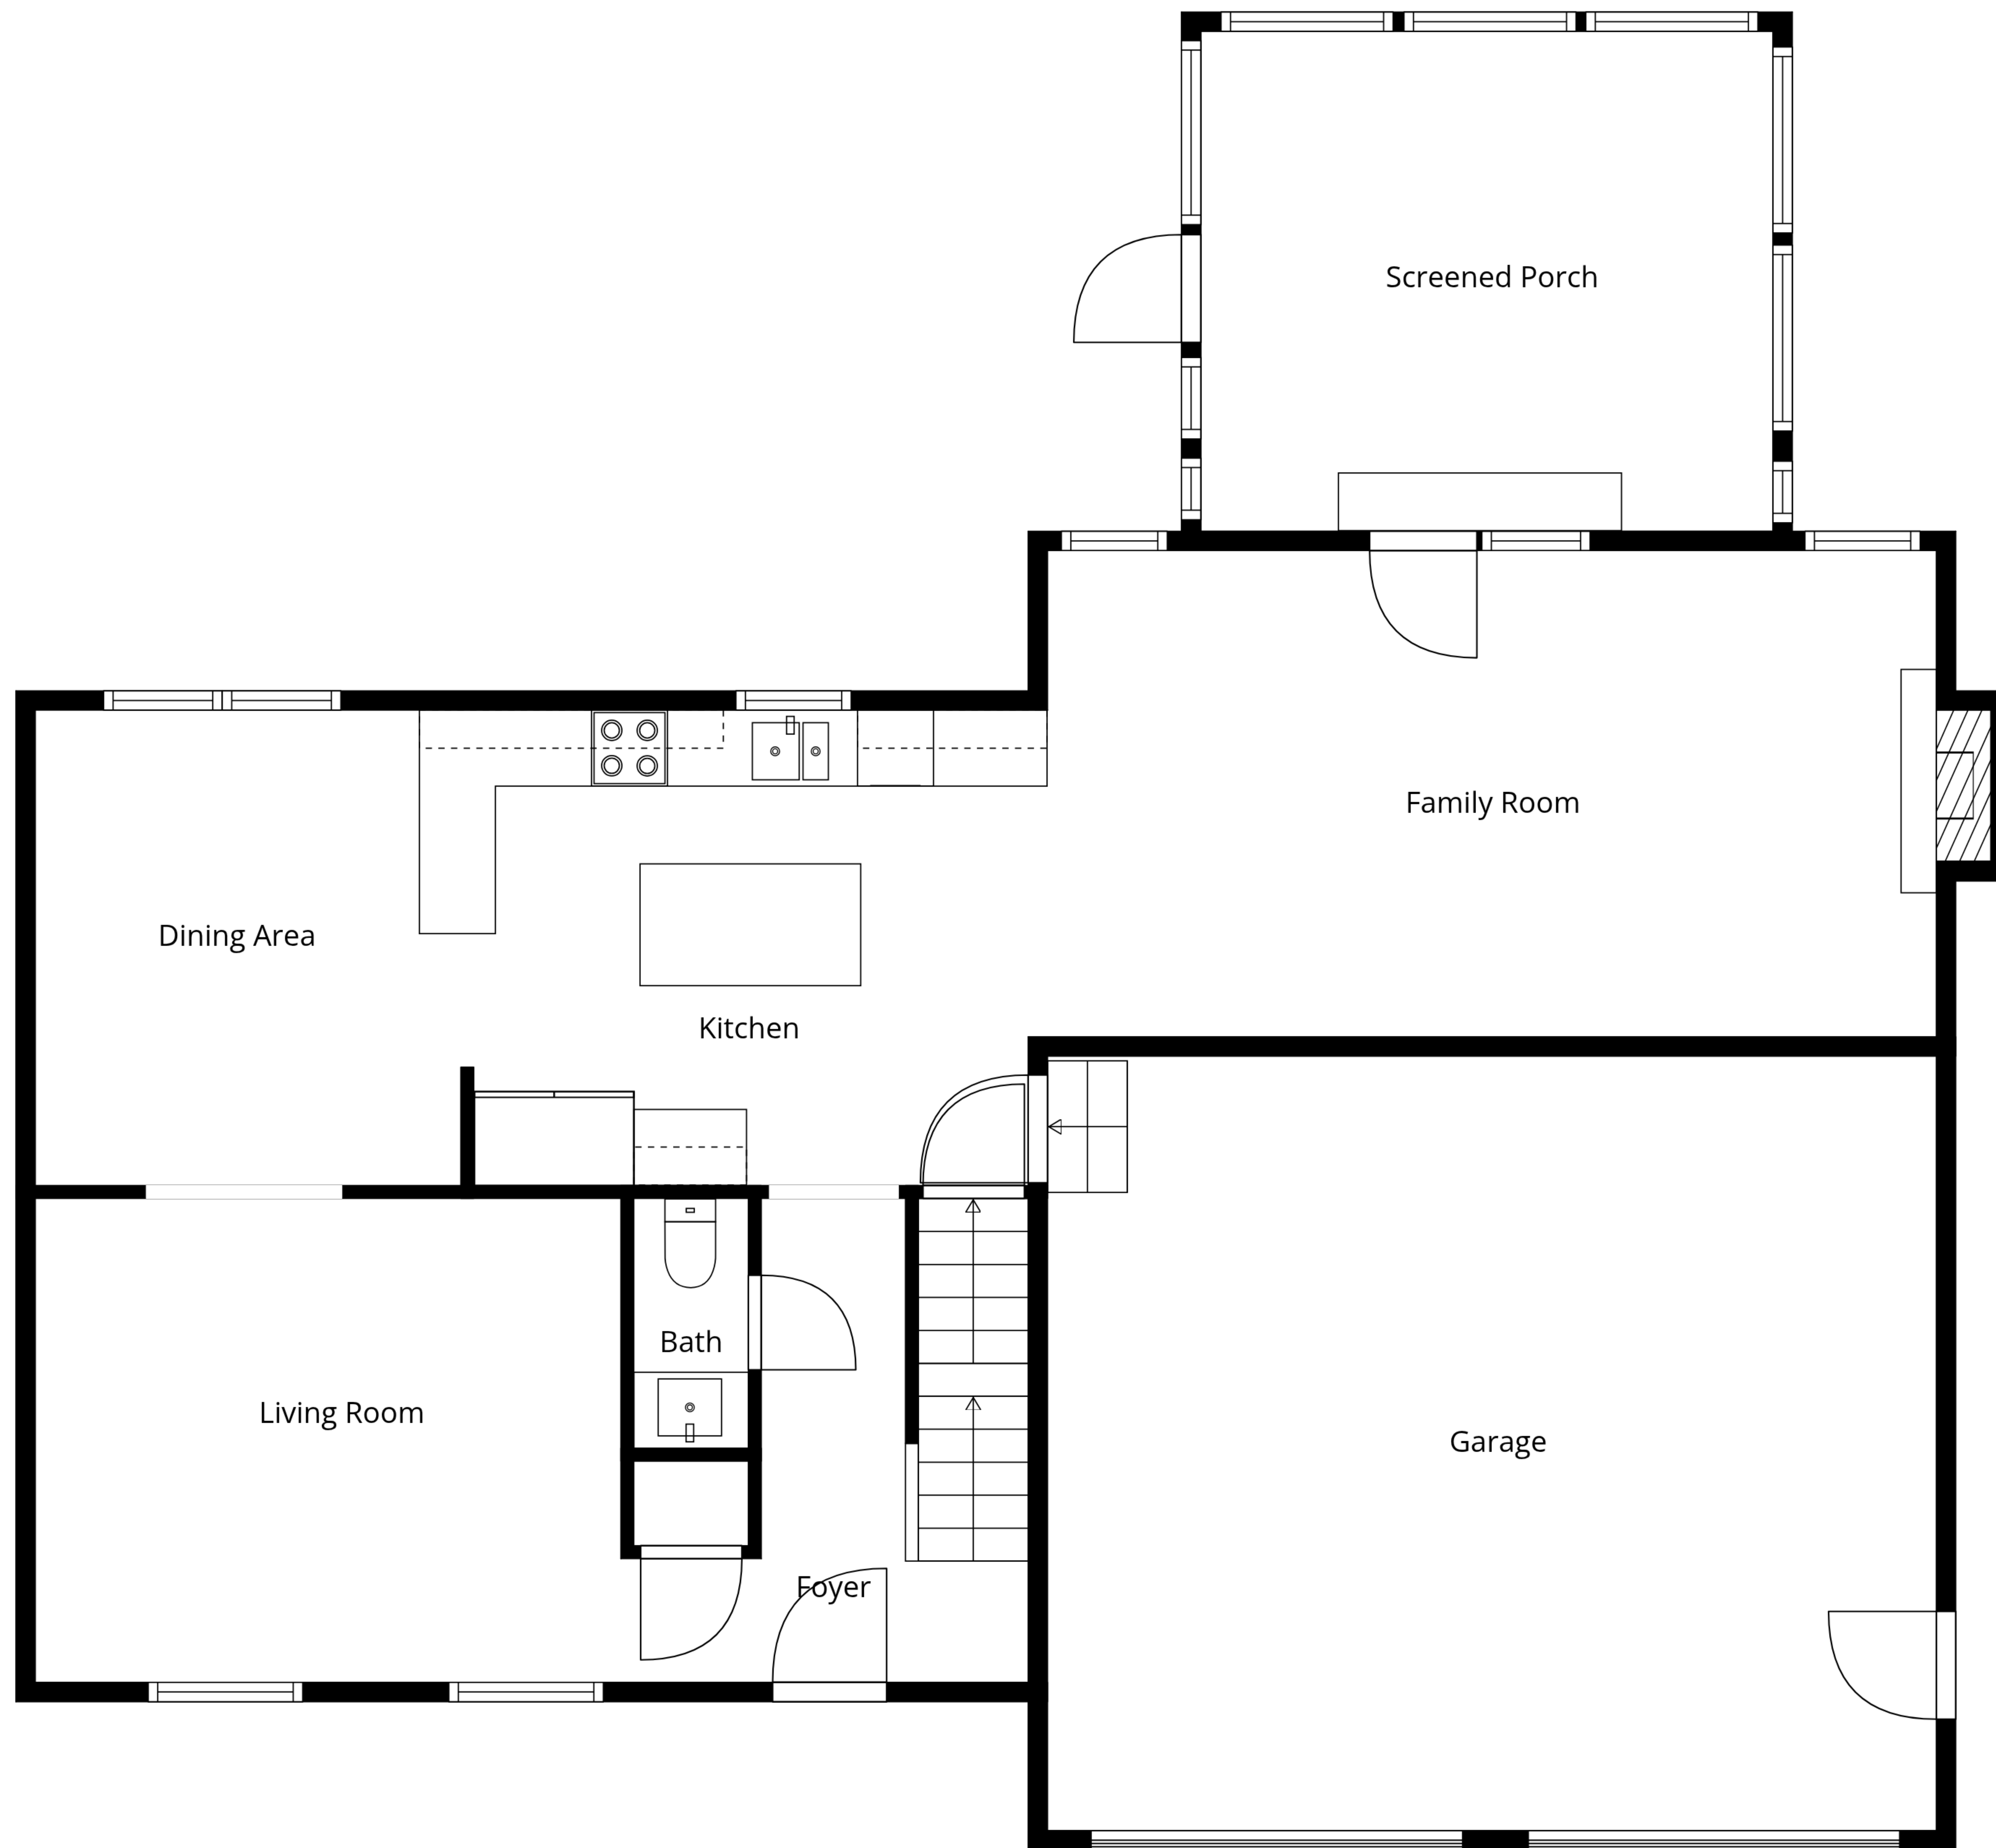 Screened Porch
Family Room
Dining Area
Kitchen
Bath
Living Room
Garage
Foyer